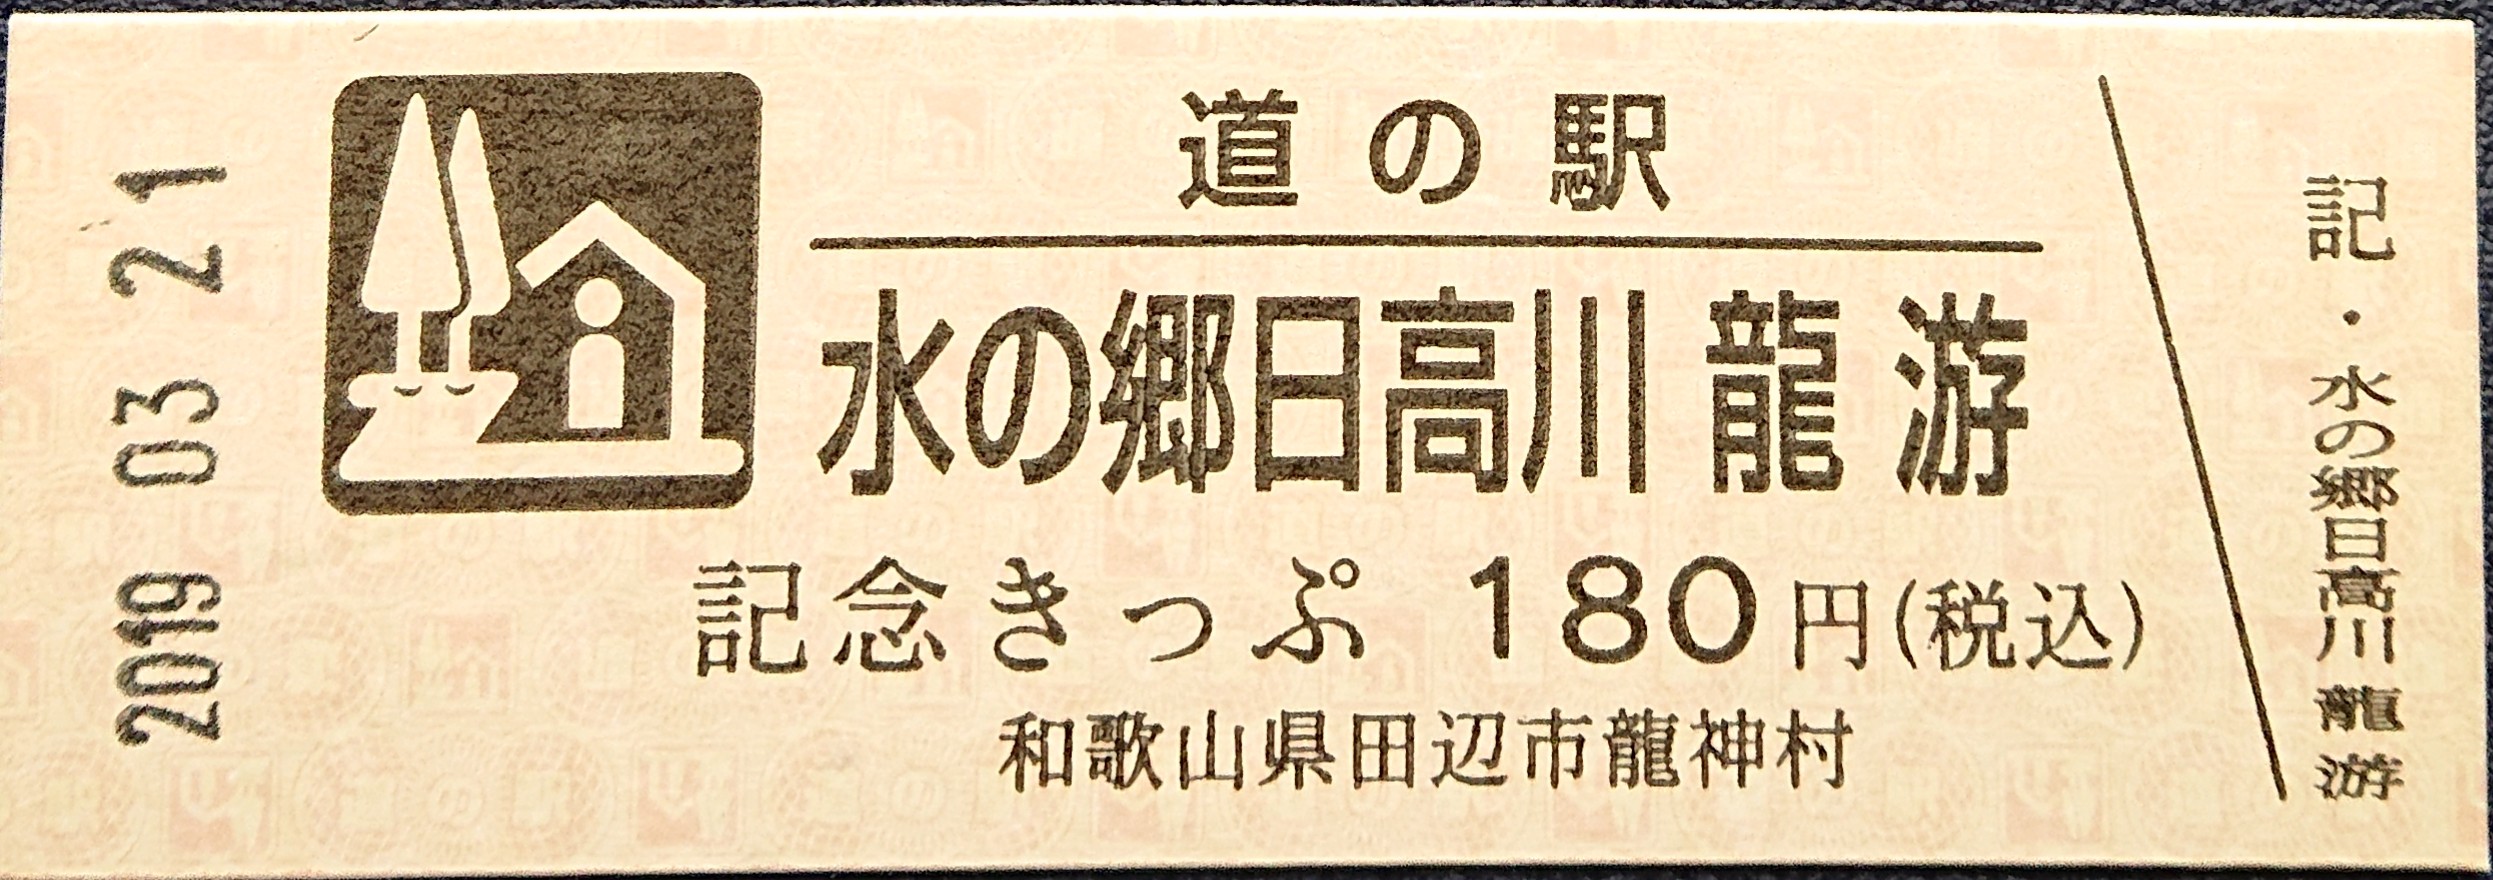 2019 03 21
道の駅
水の郷日高川 龍游
記念きっぷ 180円(税込)
和歌山県田辺市龍神村
記・水の郷日高川 龍游